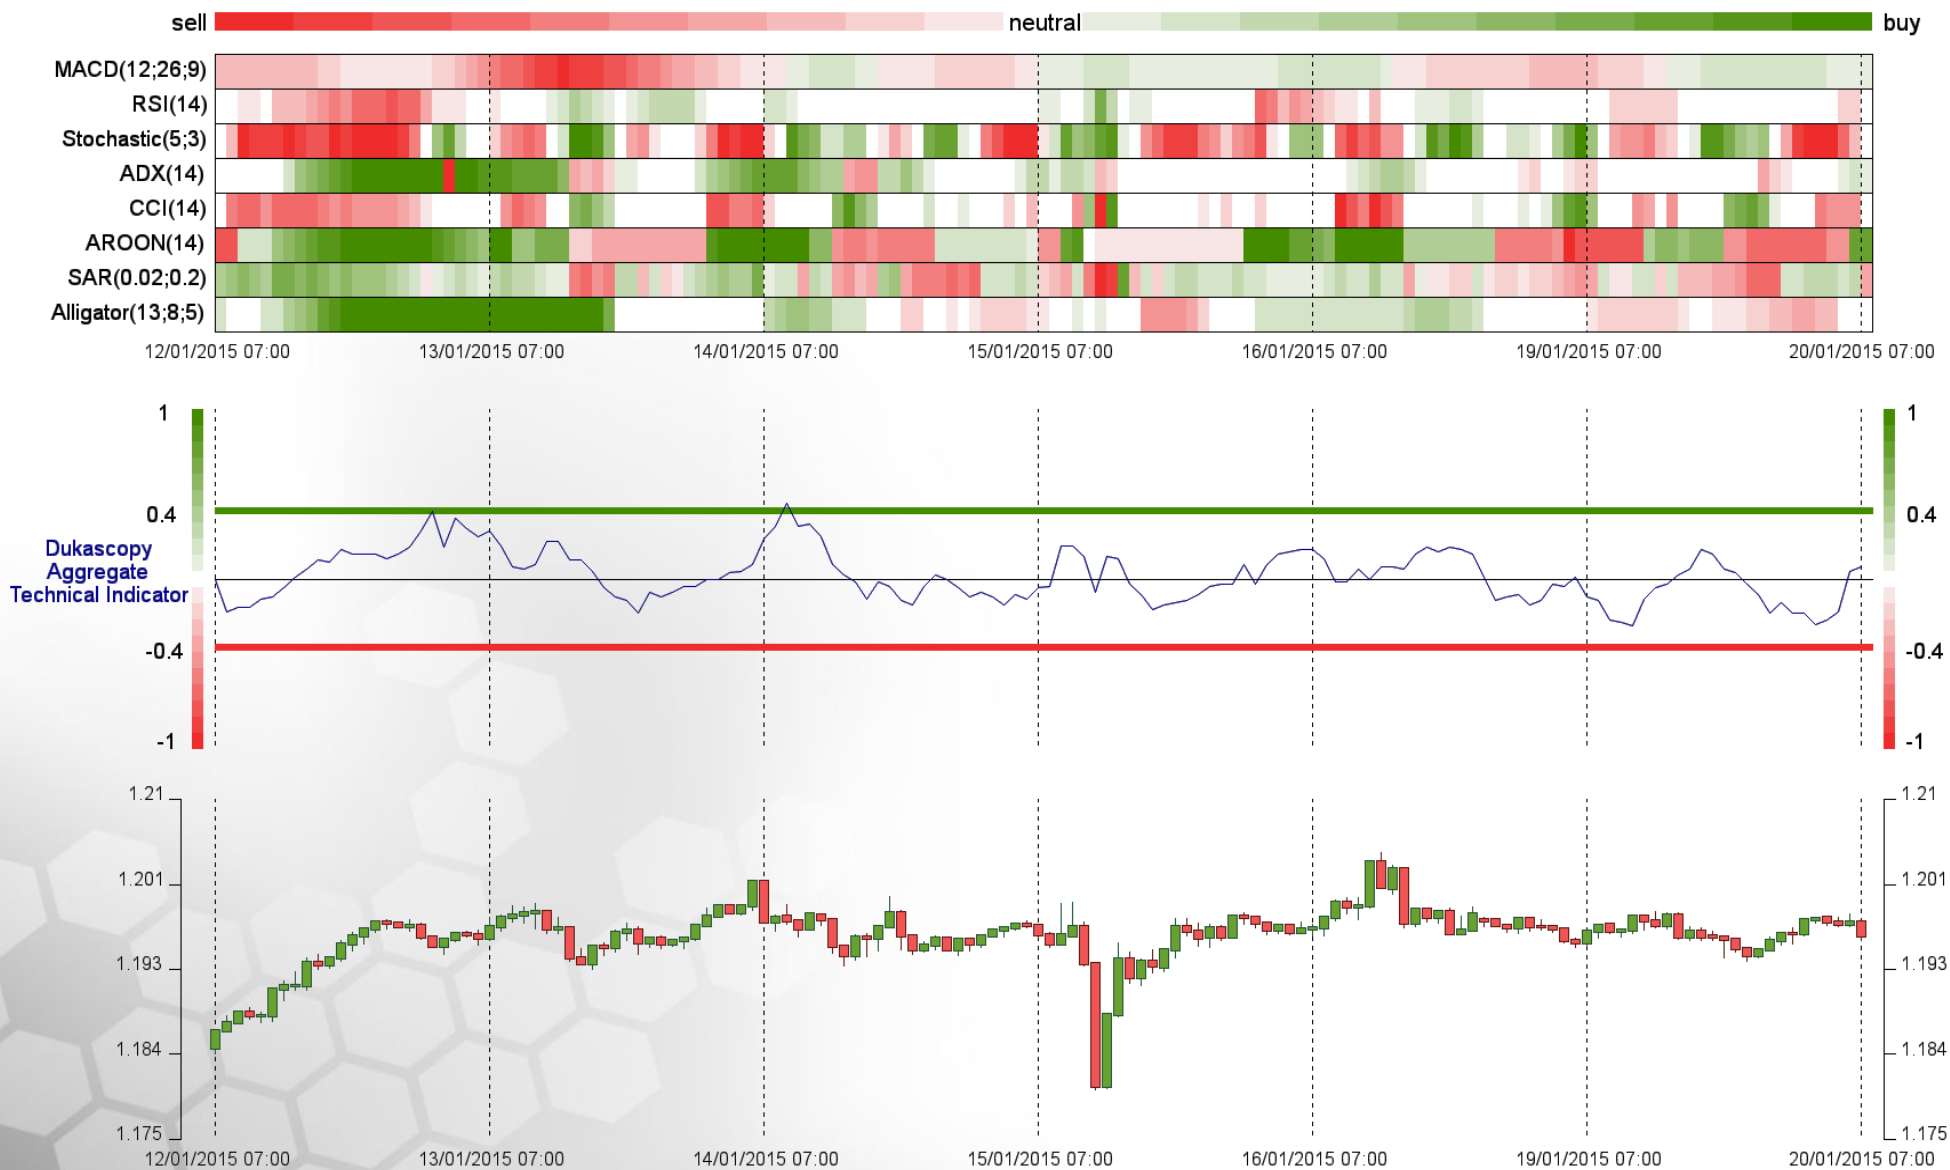 sell neutral buy
MACD(12;26;9)
RSI(14)
Stochastic(5;3)
ADX(14)
CCI(14)
AROON(14)
SAR(0.02;0.2)
Alligator(13;8;5)
12/01/2015 07:00 13/01/2015 07:00 14/01/2015 07:00 15/01/2015 07:00 16/01/2015 07:00 19/01/2015 07:00 20/01/2015 07:00
1 1
0.4 0.4
Dukascopy
Aggregate
Technical Indicator
-0.4 -0.4
-1 -1
1.21 1.21
1.201 1.201
1.193 1.193
1.184 1.184
1.175 1.175
12/01/2015 07:00 13/01/2015 07:00 14/01/2015 07:00 15/01/2015 07:00 16/01/2015 07:00 19/01/2015 07:00 20/01/2015 07:00